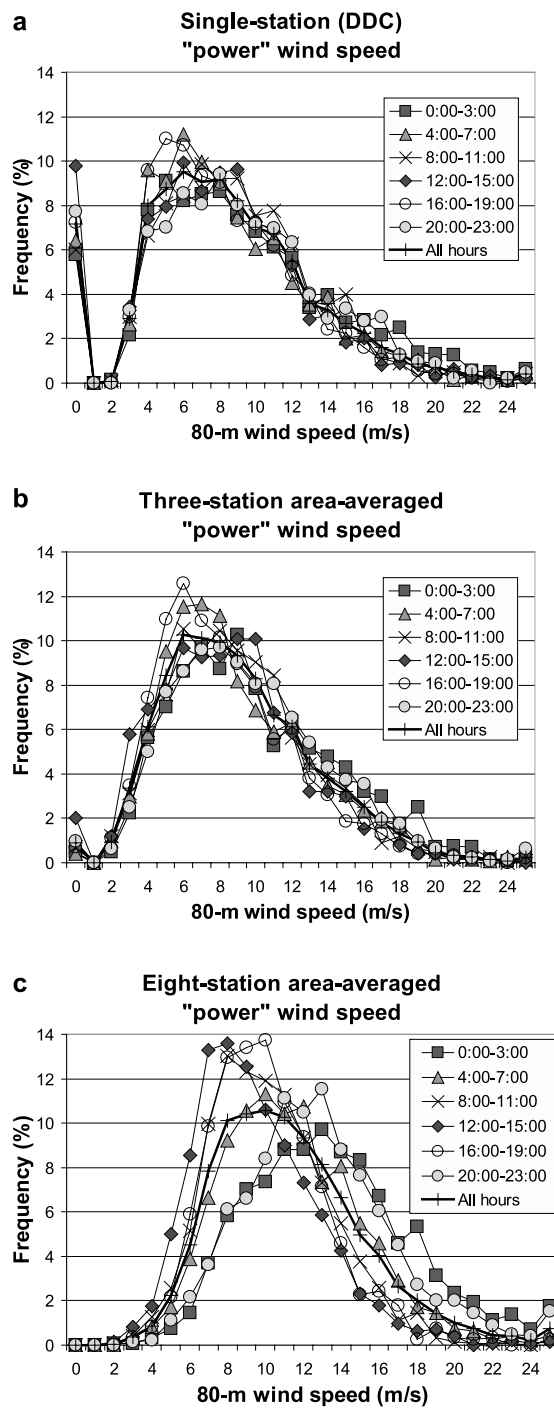 a
Single-station (DDC)
"power" wind speed
14
12
10
8
6
4
2
0
Frequency (%)
0:00-3:00
4:00-7:00
8:00-11:00
12:00-15:00
16:00-19:00
20:00-23:00
All hours
0 2 4 6 8 10 12 14 16 18 20 22 24
80-m wind speed (m/s)
b
Three-station area-averaged
"power" wind speed
14
12
10
8
6
4
2
0
Frequency (%)
0:00-3:00
4:00-7:00
8:00-11:00
12:00-15:00
16:00-19:00
20:00-23:00
All hours
0 2 4 6 8 10 12 14 16 18 20 22 24
80-m wind speed (m/s)
c
Eight-station area-averaged
"power" wind speed
14
12
10
8
6
4
2
0
Frequency (%)
0:00-3:00
4:00-7:00
8:00-11:00
12:00-15:00
16:00-19:00
20:00-23:00
All hours
0 2 4 6 8 10 12 14 16 18 20 22 24
80-m wind speed (m/s)